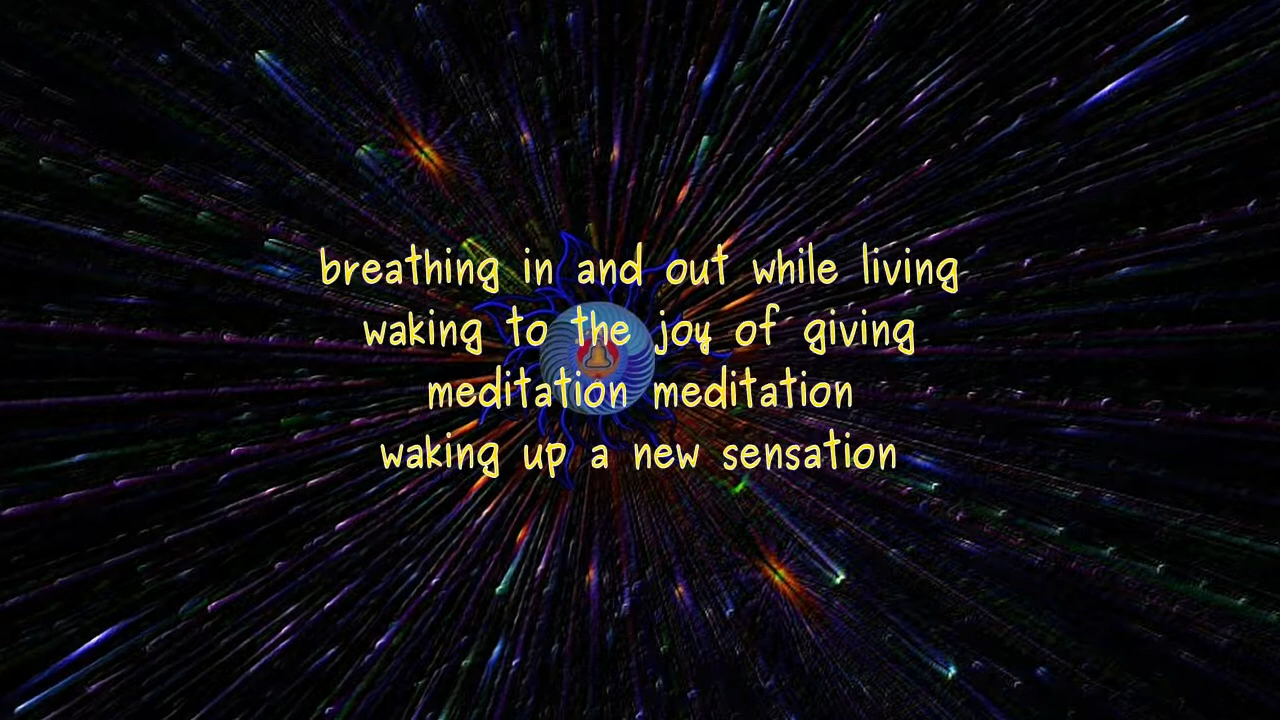 breathing in and out while living
waking to the joy of giving
meditation meditation
waking up a new sensation